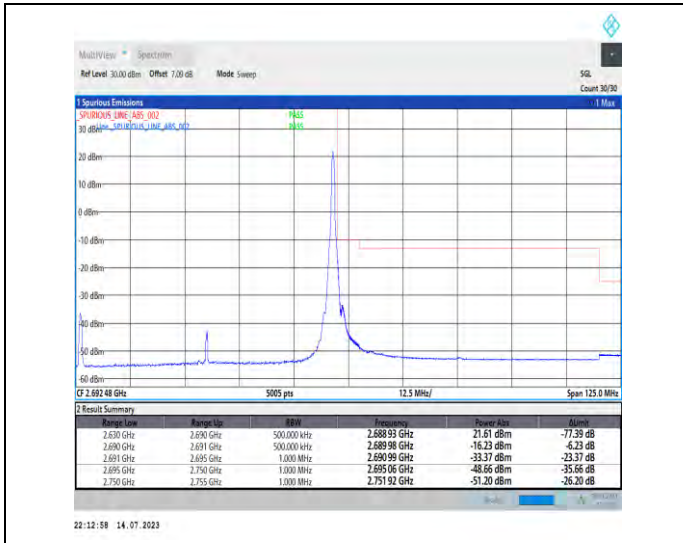 MultiView Spectrum
Ref Level 30.00 dBm Offset 7.00 dB Mode Sweep SGL
Count 30/30
1 Spurious Emissions 1 Max
_SPURIOUS_LINE_ABS_002 PASS
30 dBm Line _SPURIOUS_LINE_ABS_002 PASS
20 dBm
10 dBm
0 dBm
-10 dBm
-20 dBm
-30 dBm
-40 dBm
-50 dBm
-60 dBm
CF 2.692 48 GHz 5005 pts 12.5 MHz/ Span 125.0 MHz
2 Result Summary
Range Low Range Up RBW Frequency Power Abs ΔLimit
2.630 GHz 2.690 GHz 500.000 kHz 2.688 93 GHz 21.61 dBm -77.39 dB
2.690 GHz 2.691 GHz 500.000 kHz 2.689 98 GHz -16.23 dBm -6.23 dB
2.691 GHz 2.695 GHz 1.000 MHz 2.690 99 GHz -33.37 dBm -23.37 dB
2.695 GHz 2.750 GHz 1.000 MHz 2.695 06 GHz -48.66 dBm -35.66 dB
2.750 GHz 2.755 GHz 1.000 MHz 2.751 92 GHz -51.20 dBm -26.20 dB
22:12:58 14.07.2023